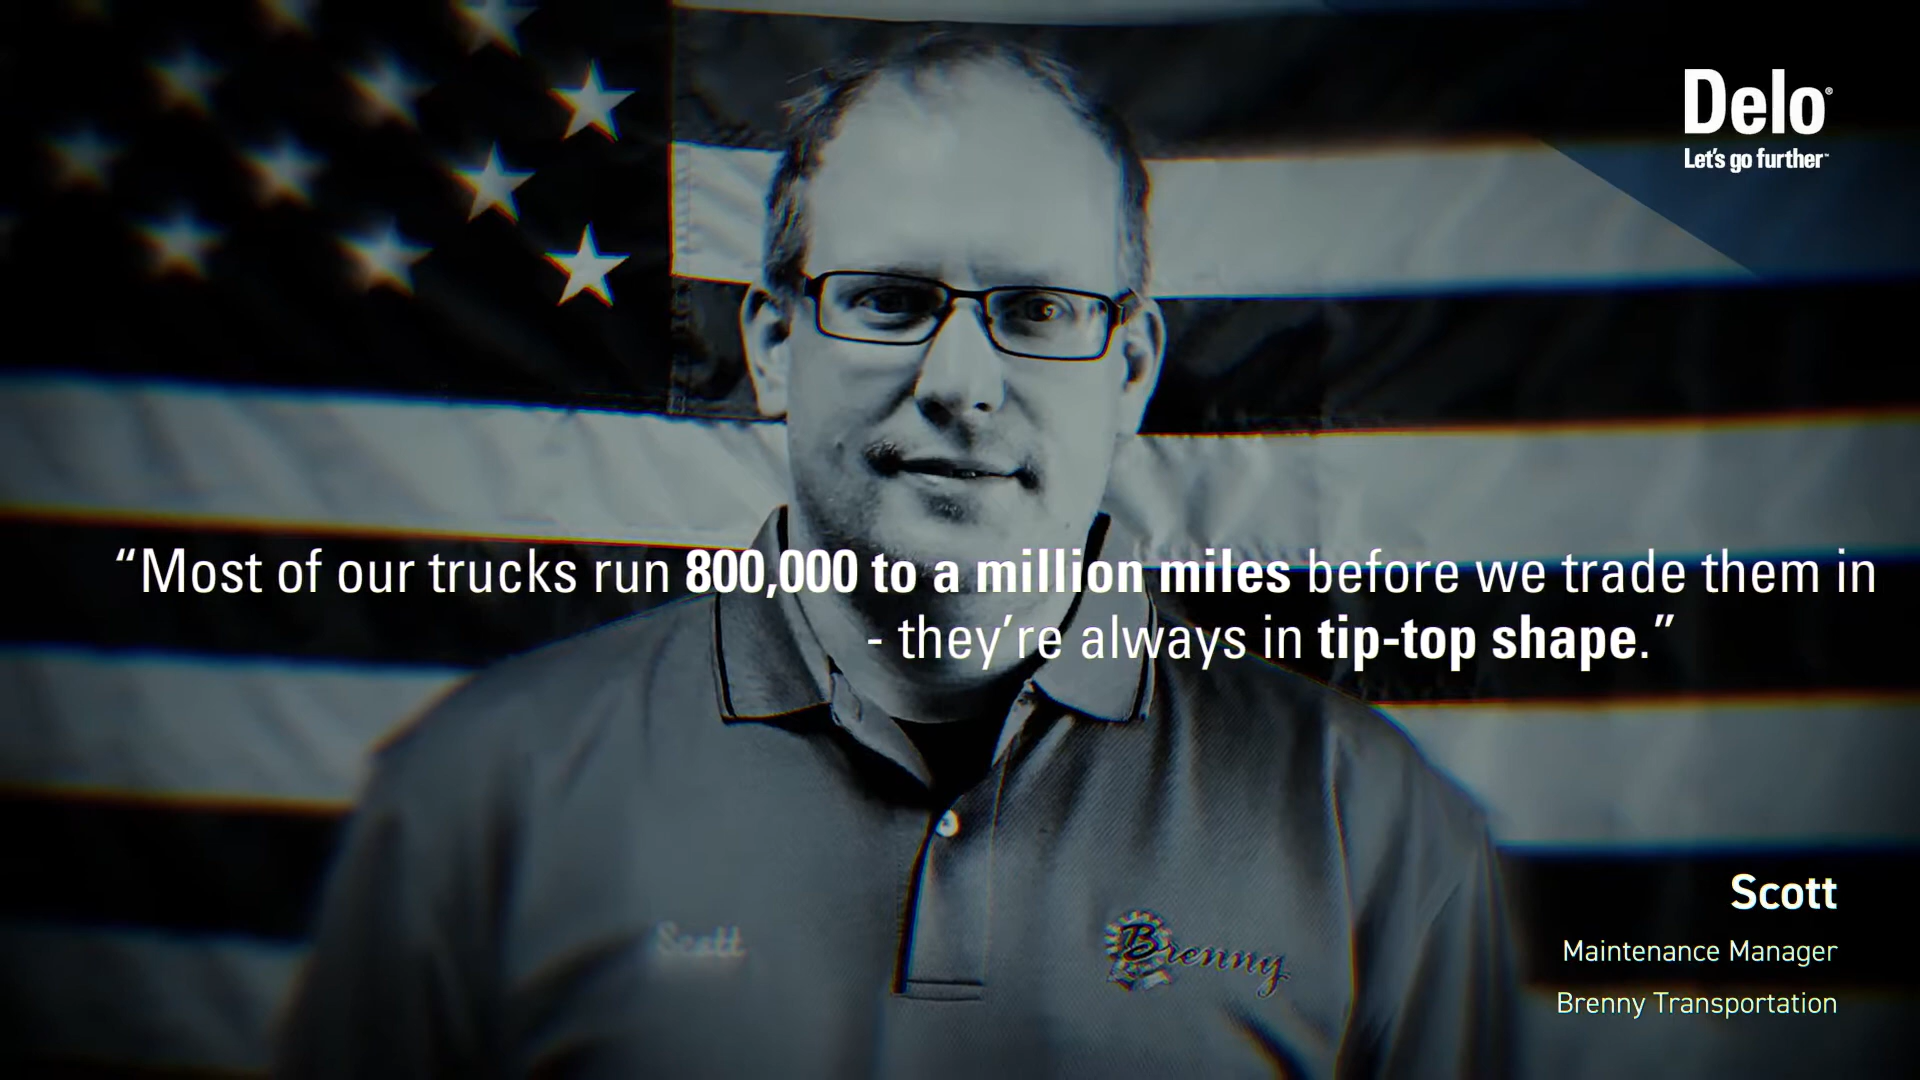 Delo®
Let's go further™
“Most of our trucks run 800,000 to a million miles before we trade them in
- they’re always in tip-top shape.”
Scott
Brenny
Scott
Maintenance Manager
Brenny Transportation